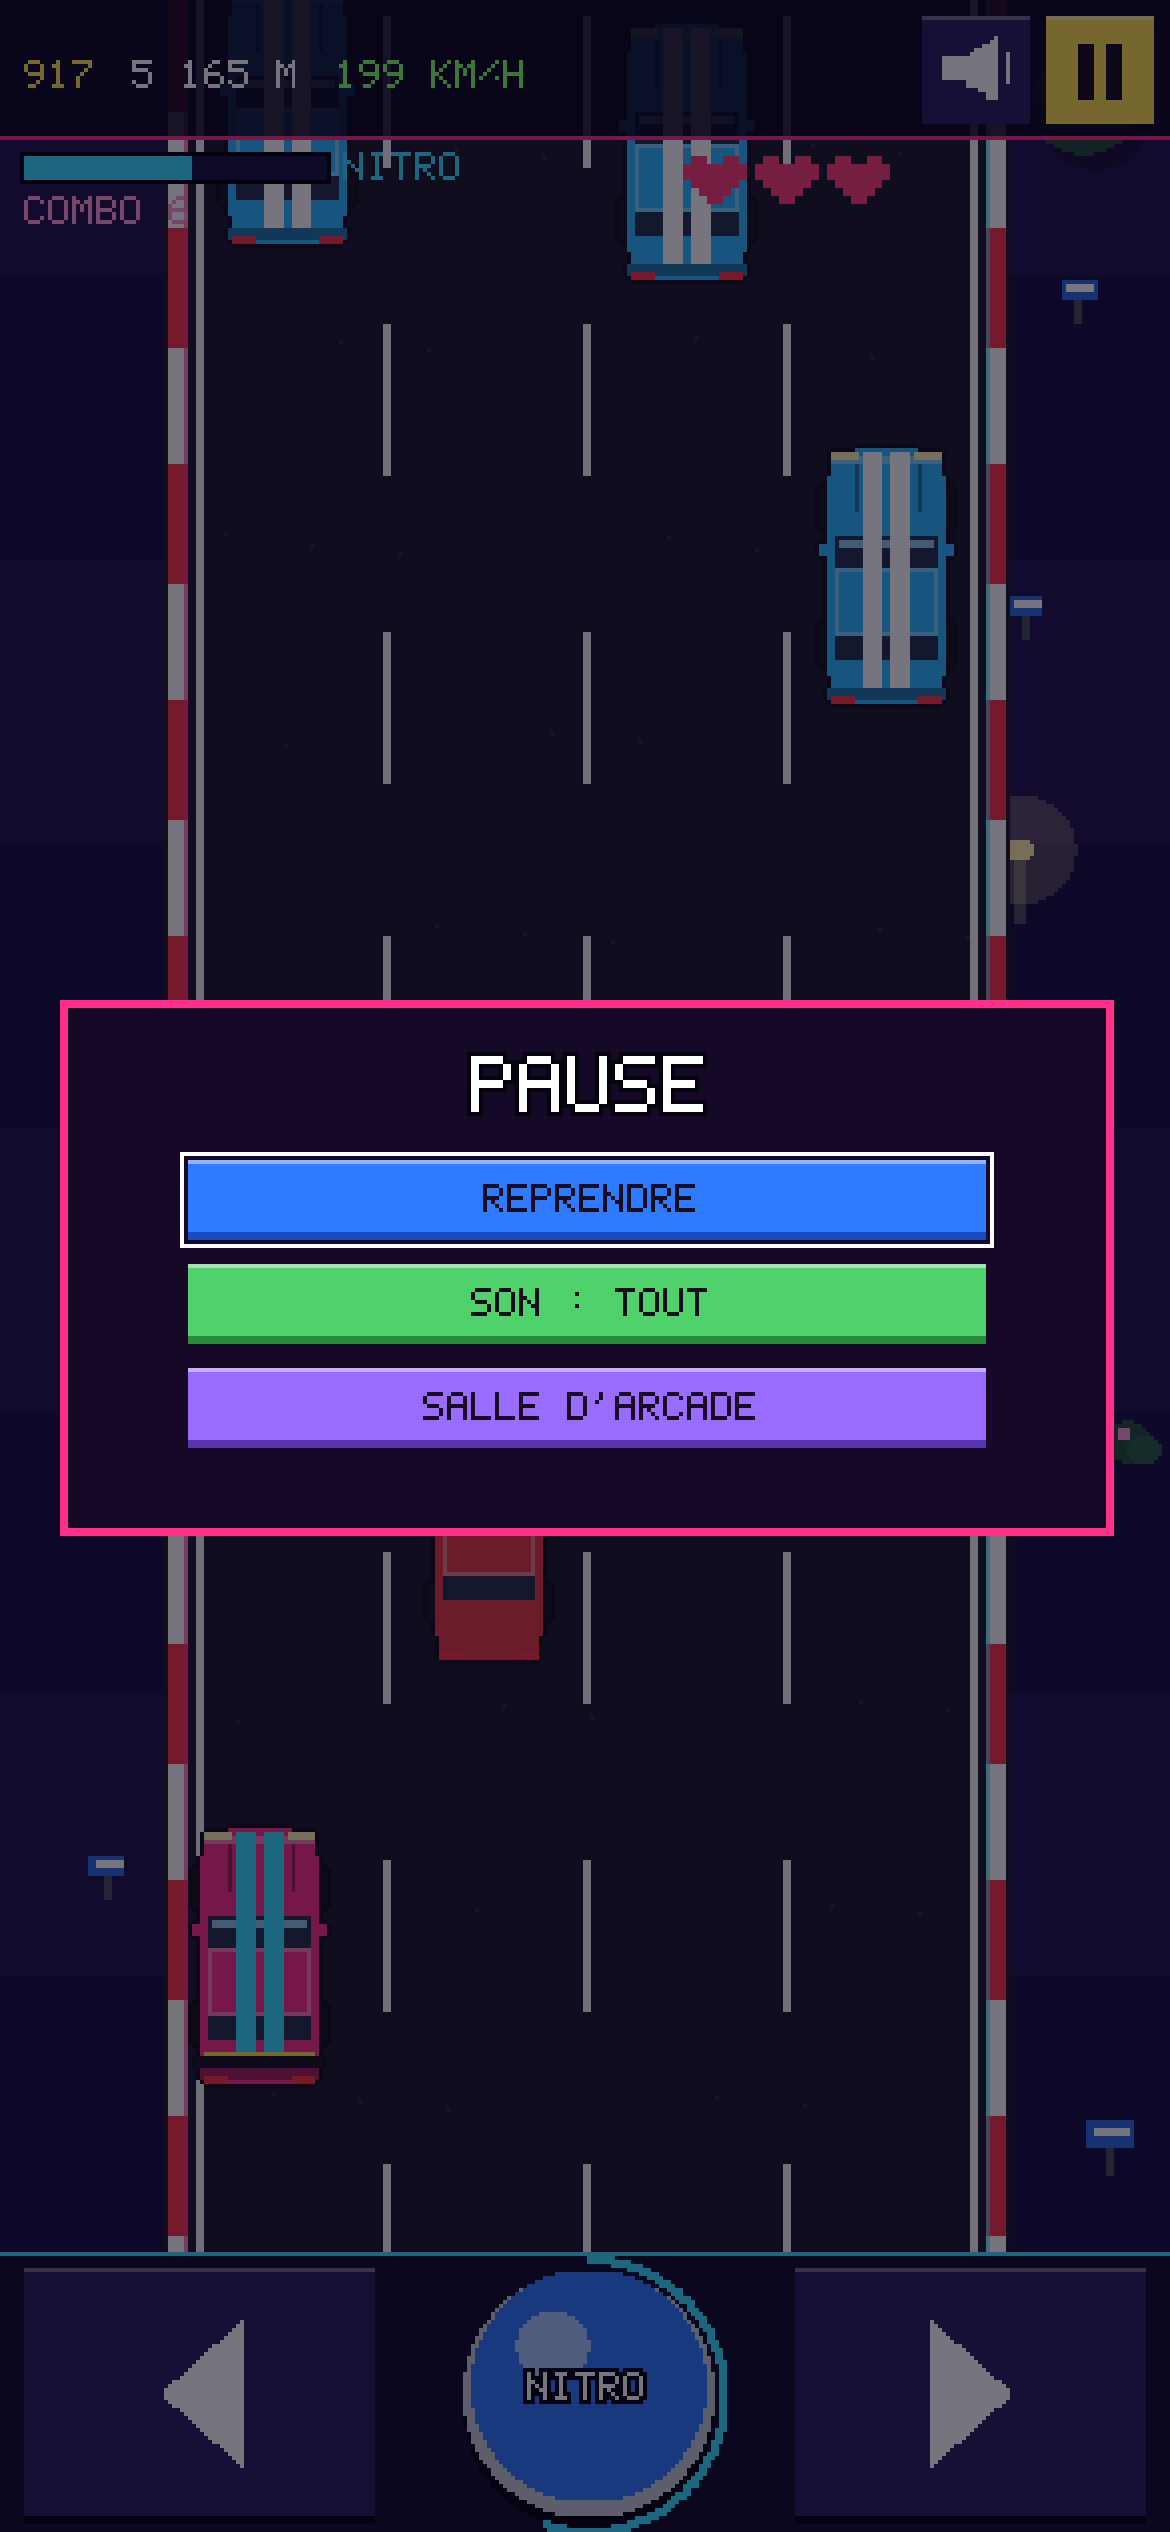 917 5 165 M 199 KM/H
NITRO
COMBO
PAUSE
REPRENDRE
SON : TOUT
SALLE D'ARCADE
NITRO